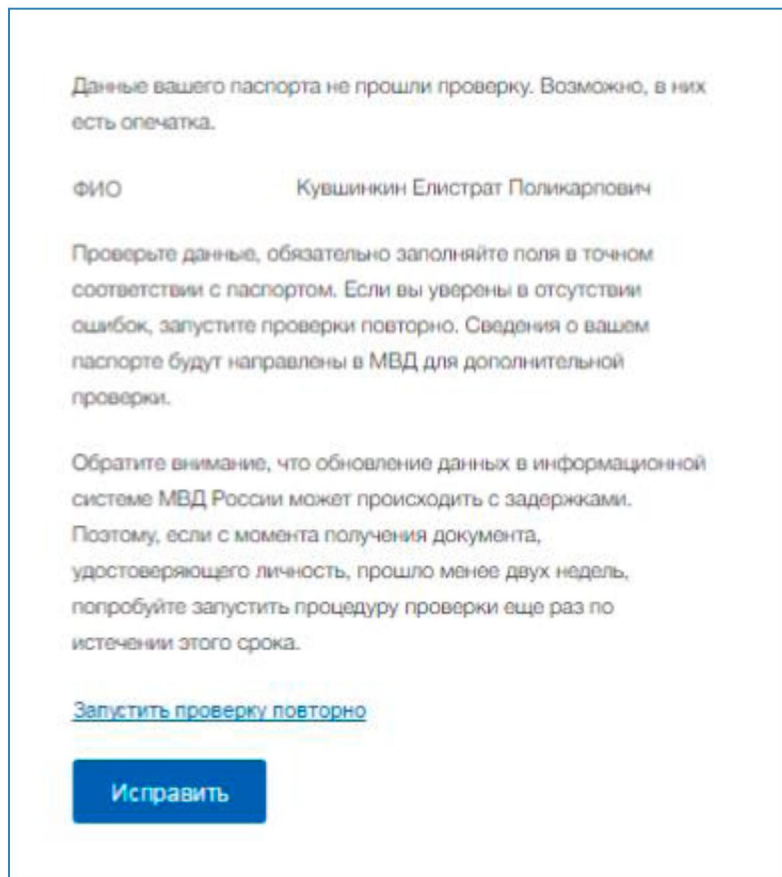 Данные вашего паспорта не прошли проверку. Возможно, в них
есть опечатка.
ФИО Кувшинкин Елистрат Поликарпович
Проверьте данные, обязательно заполняйте поля в точном
соответствии с паспортом. Если вы уверены в отсутствии
ошибок, запустите проверки повторно. Сведения о вашем
паспорте будут направлены в МВД для дополнительной
проверки.
Обратите внимание, что обновление данных в информационной
системе МВД России может происходить с задержками.
Поэтому, если с момента получения документа,
удостоверяющего личность, прошло менее двух недель,
попробуйте запустить процедуру проверки еще раз по
истечении этого срока.
Запустить проверку повторно
Исправить